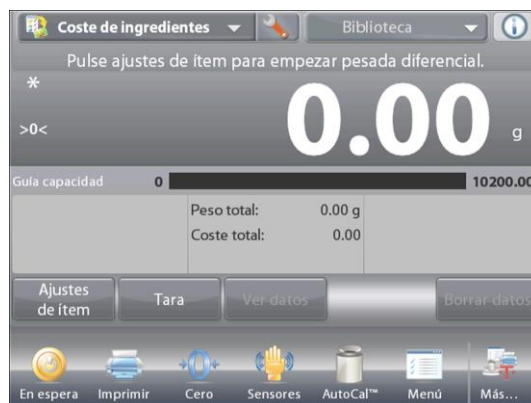 Coste de ingredientes
Biblioteca
Pulse ajustes de ítem para empezar pesada diferencial.
*
>0<
0.00 g
Guía capacidad 0 10200.00
Peso total: 0.00 g
Coste total: 0.00
Ajustes de ítem
Tara
Ver datos
Borrar datos
En espera
Imprimir
Cero
Sensores
AutoCal™
Menú
Más...